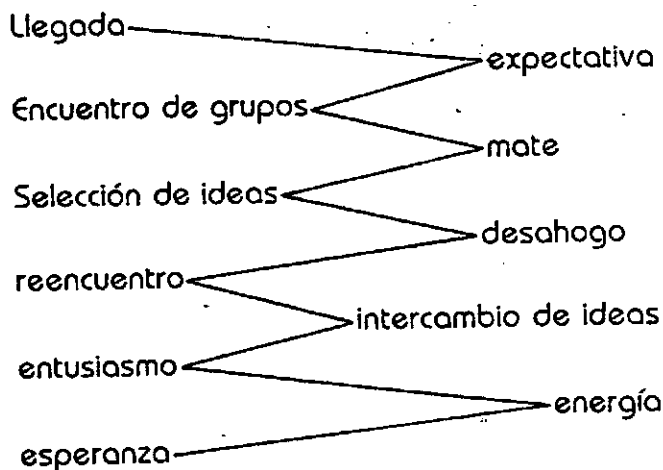 Llegada
expectativa
Encuentro de grupos
mate
Selección de ideas
desahogo
reencuentro
intercambio de ideas
entusiasmo
energía
esperanza